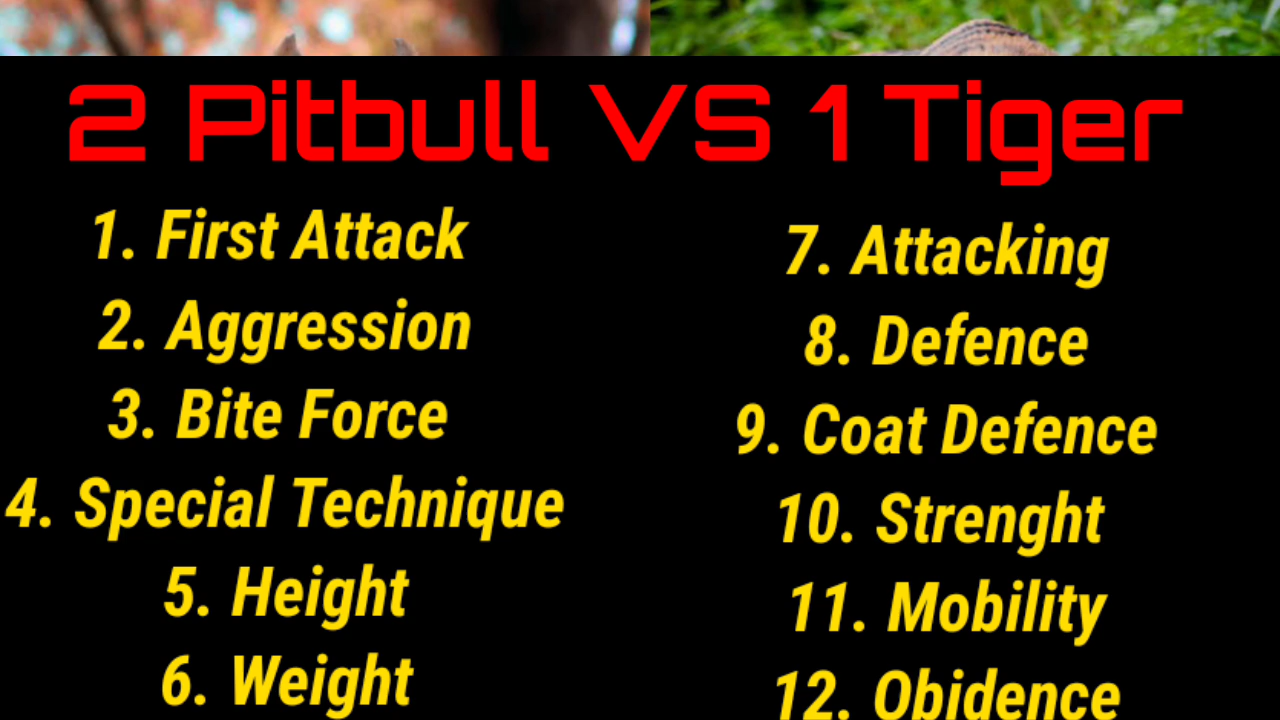 2 Pitbull VS 1 Tiger
1. First Attack
2. Aggression
3. Bite Force
4. Special Technique
5. Height
6. Weight
7. Attacking
8. Defence
9. Coat Defence
10. Strenght
11. Mobility
12. Obidence